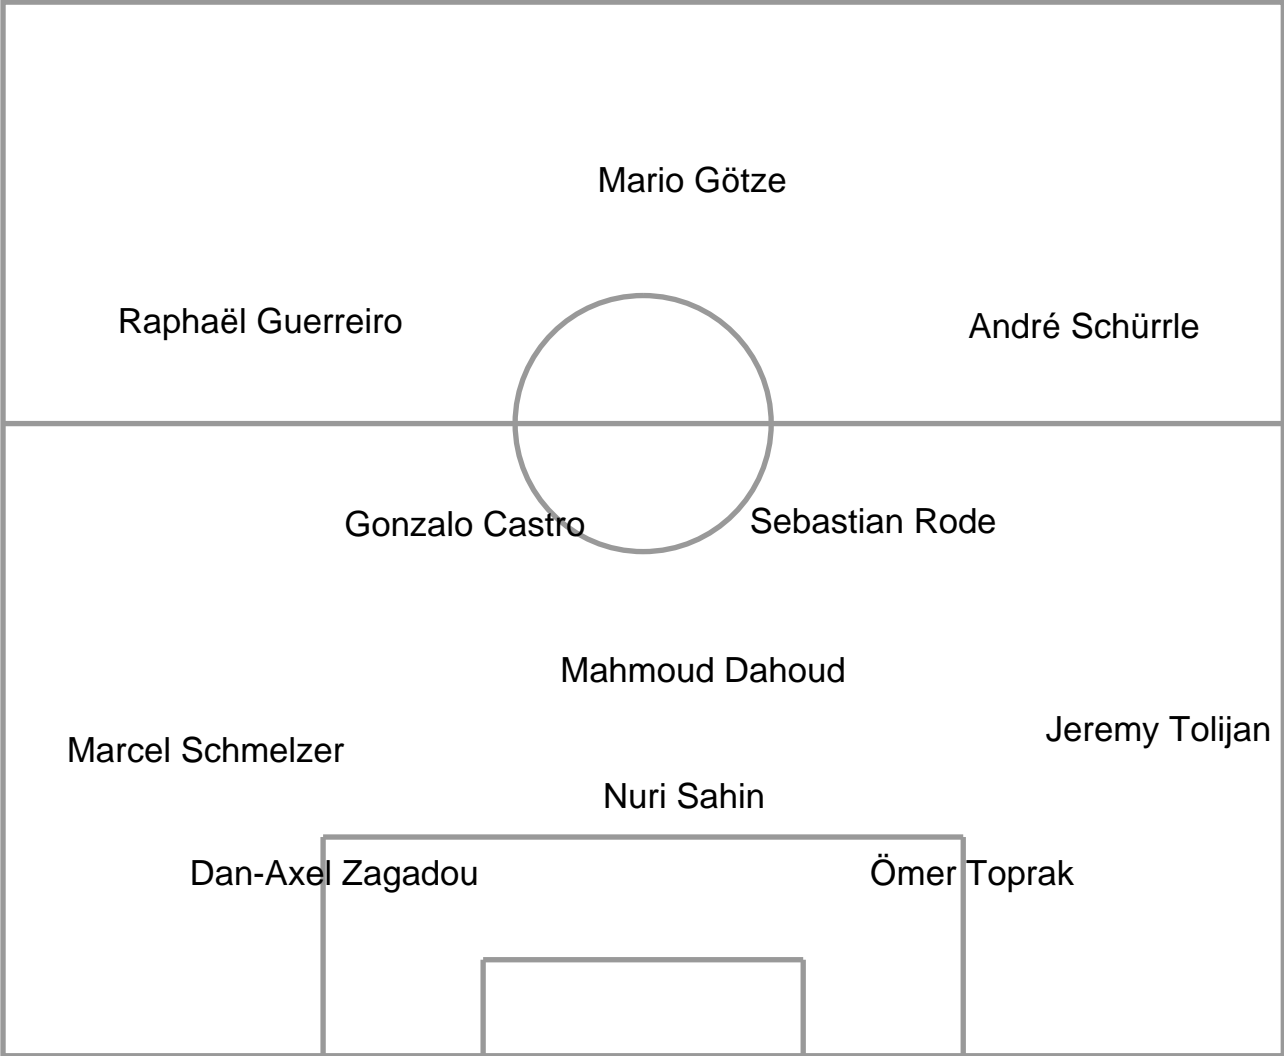 Mario Götze
Raphaël Guerreiro
André Schürrle
Gonzalo Castro
Sebastian Rode
Mahmoud Dahoud
Jeremy Tolijan
Marcel Schmelzer
Nuri Sahin
Dan-Axel Zagadou
Ömer Toprak